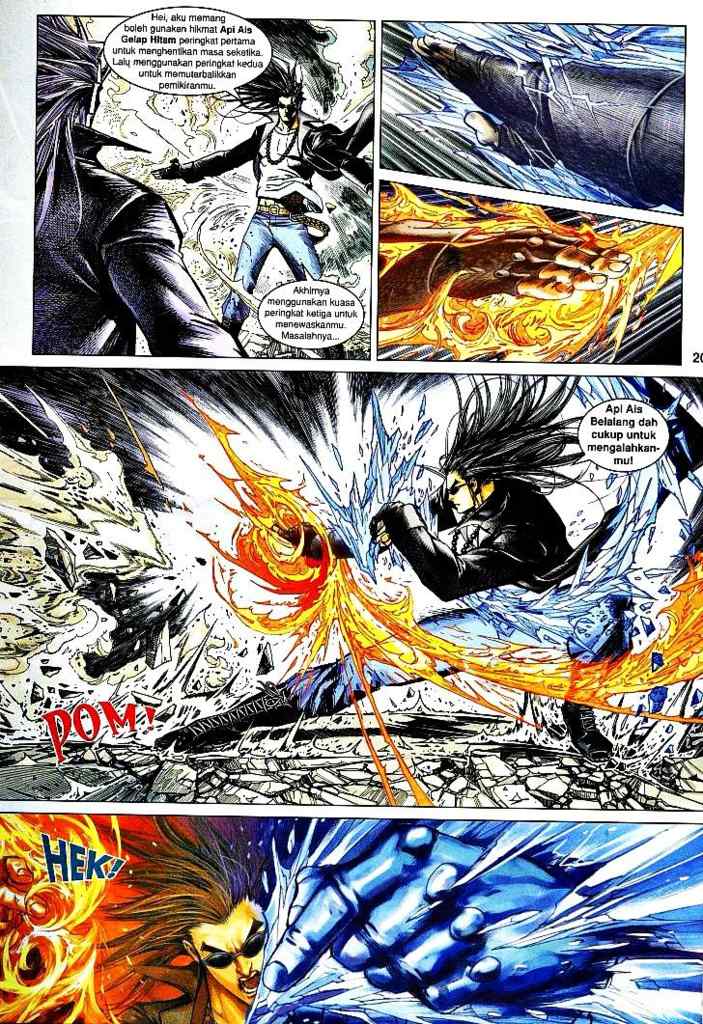 Hei, aku memang
boleh gunakan hikmat Api Ais
Gelap Hitam peringkat pertama
untuk menghentikan masa seketika.
Lalu menggunakan peringkat kedua
untuk memutarbalikkan
pemikiranmu.
Akhirnya
menggunakan kuasa
peringkat ketiga untuk
menewaskanmu.
Masalahnya...
20
Api Ais
Belalang dah
cukup untuk
mengalahkan-
mu!
POM!
HEK!